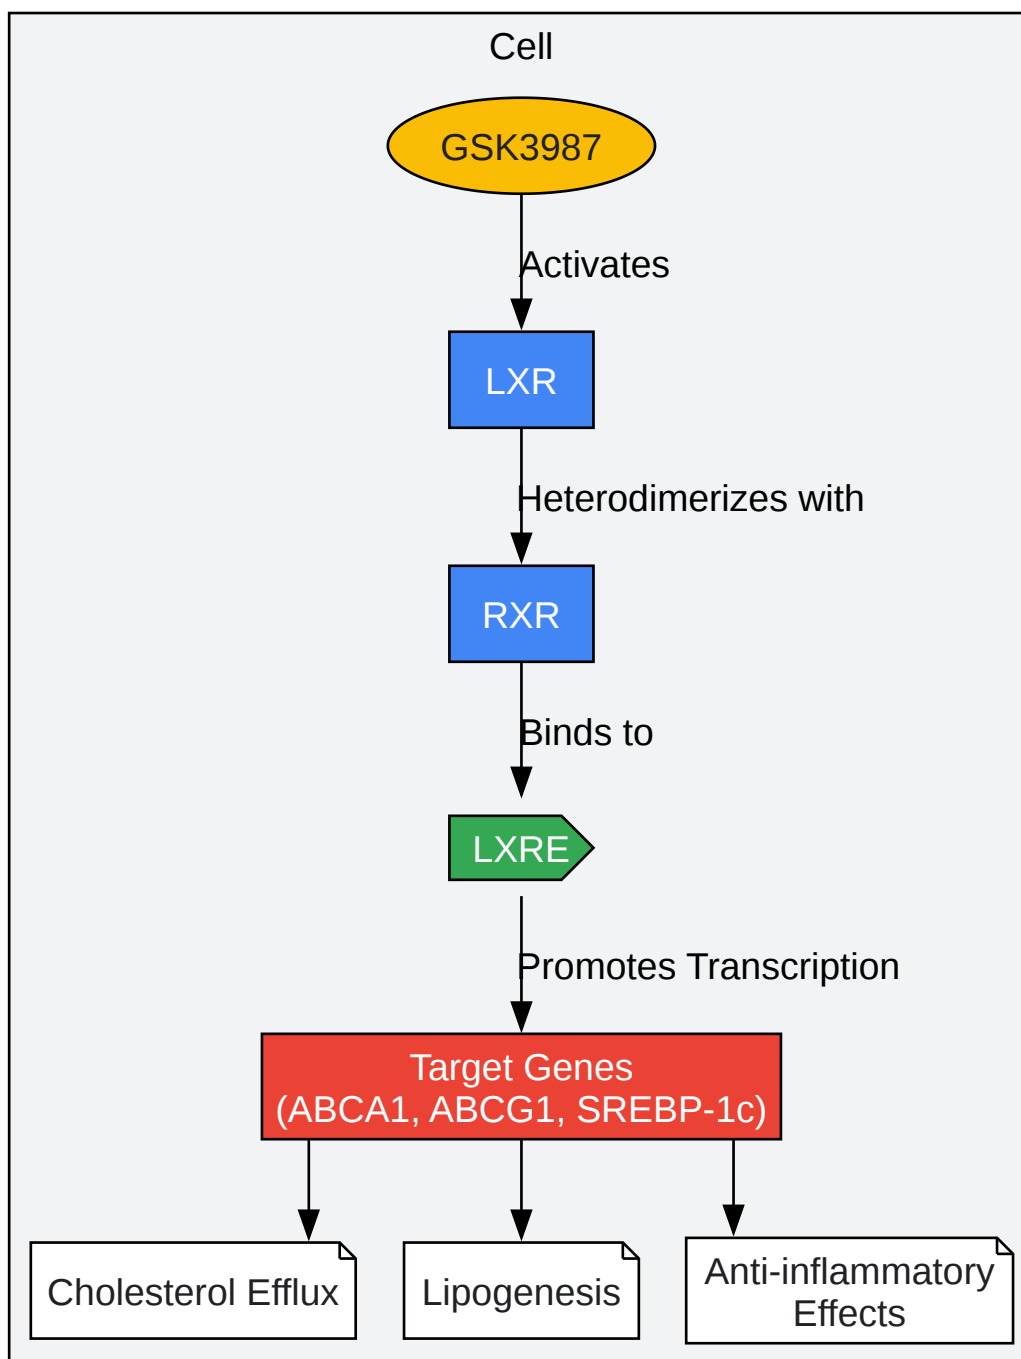 Cell
GSK3987
Activates
LXR
Heterodimerizes with
RXR
Binds to
LXRE
Promotes Transcription
Target Genes
(ABCA1, ABCG1, SREBP-1c)
Cholesterol Efflux
Lipogenesis
Anti-inflammatory
Effects